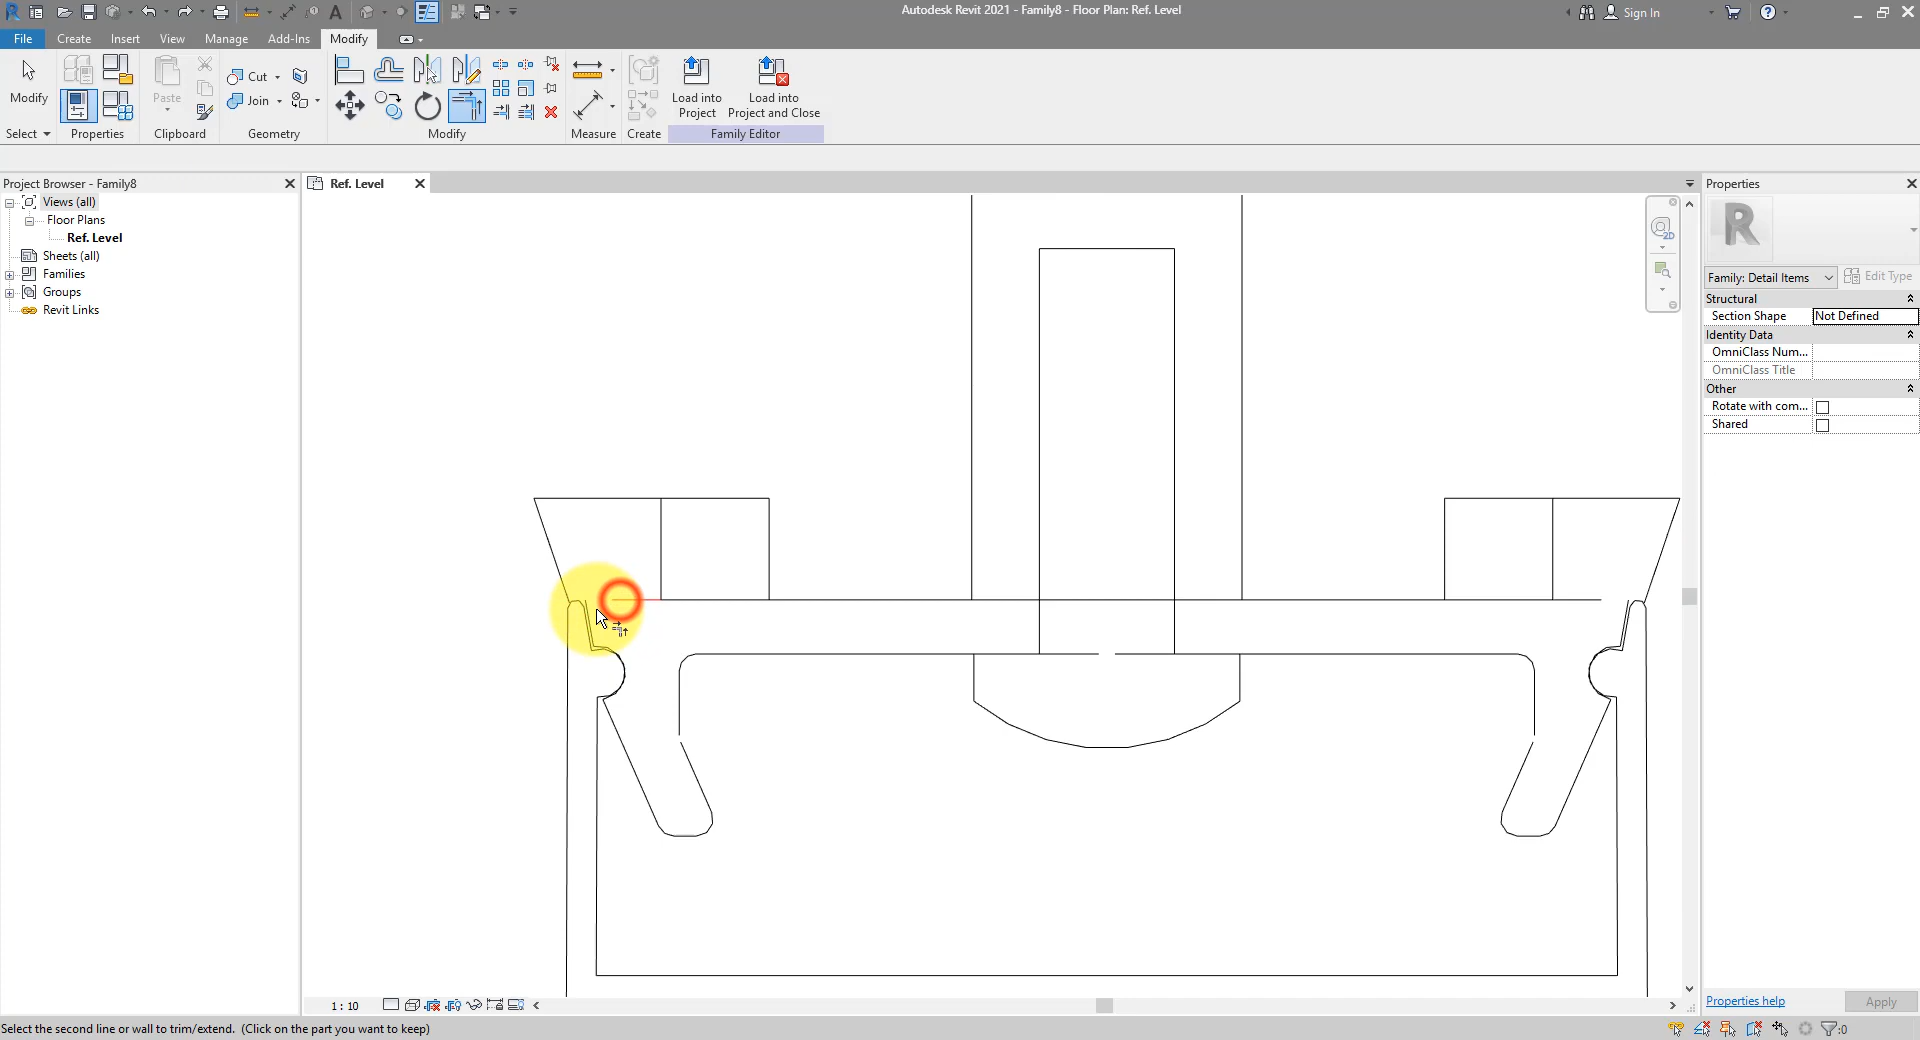 Autodesk Revit 2021 - Family8 - Floor Plan: Ref. Level
Sign In
File
Create
Insert
View
Manage
Add-Ins
Modify
Modify
Paste
Cut
Join
Load into
Project
Load into
Project and Close
Select
Properties
Clipboard
Geometry
Modify
Measure
Create
Family Editor
Project Browser - Family8
Ref. Level
Properties
Views (all)
Floor Plans
Ref. Level
Sheets (all)
Families
Groups
Revit Links
2D
R
Family: Detail Items
Edit Type
Structural
Section Shape
Not Defined
Identity Data
OmniClass Num...
OmniClass Title
Other
Rotate with com...
Shared
1 : 10
Properties help
Apply
Select the second line or wall to trim/extend. (Click on the part you want to keep)
:0